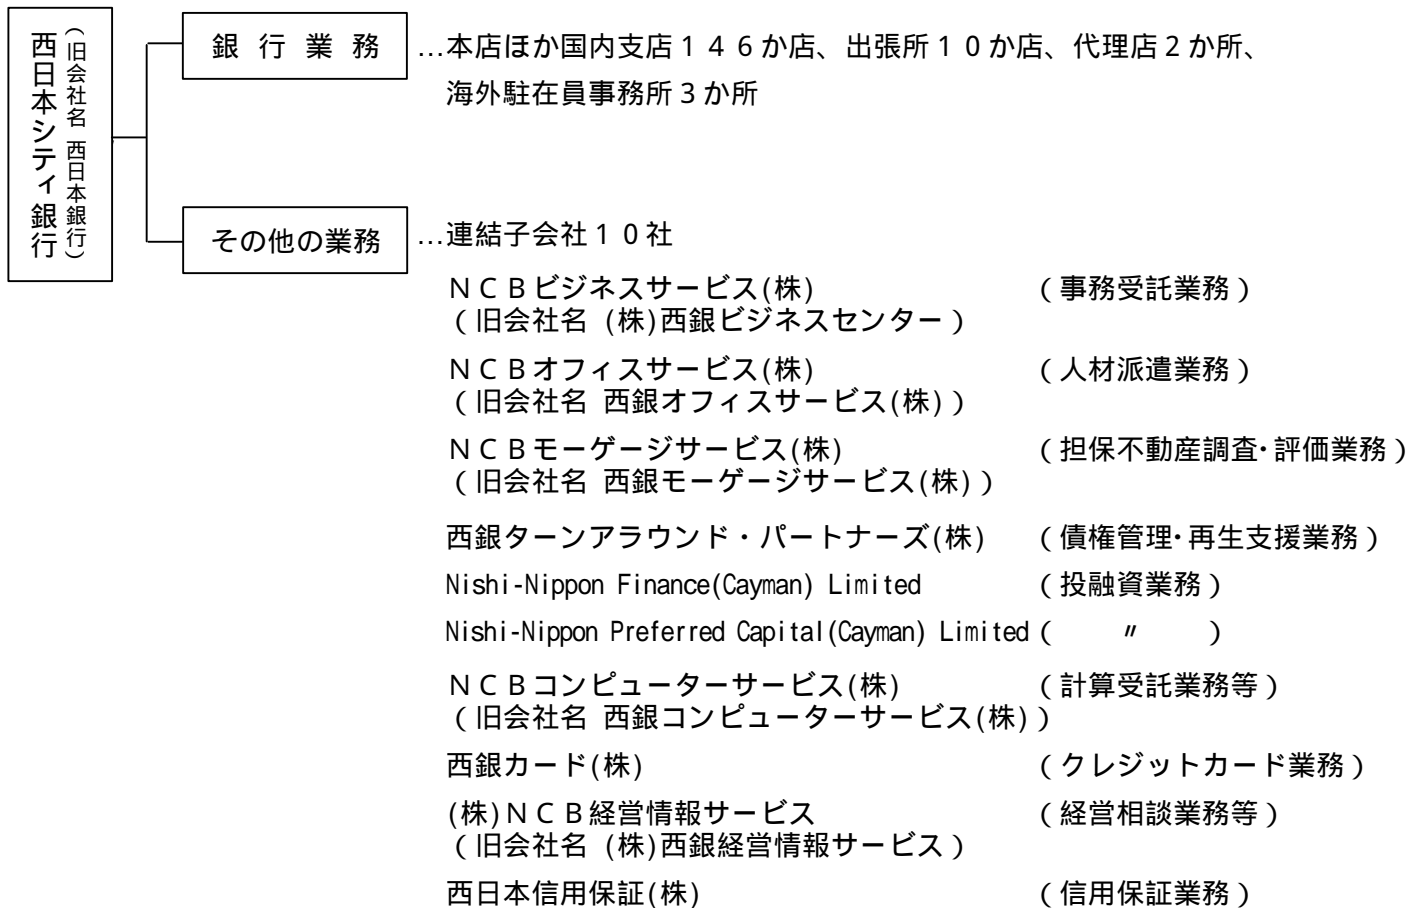 西日本シティ銀行
(旧会社名 西日本銀行)
銀行業務
…本店ほか国内支店146か店、出張所10か店、代理店2か所、
海外駐在員事務所3か所
その他の業務
…連結子会社10社
NCBビジネスサービス(株) (事務受託業務)
(旧会社名 (株)西銀ビジネスセンター)
NCBオフィスサービス(株) (人材派遣業務)
(旧会社名 西銀オフィスサービス(株))
NCBモーゲージサービス(株) (担保不動産調査・評価業務)
(旧会社名 西銀モーゲージサービス(株))
西銀ターンアラウンド・パートナーズ(株) (債権管理・再生支援業務)
Nishi-Nippon Finance(Cayman) Limited (投融資業務)
Nishi-Nippon Preferred Capital(Cayman) Limited ( 〃 )
NCBコンピューターサービス(株) (計算受託業務等)
(旧会社名 西銀コンピューターサービス(株))
西銀カード(株) (クレジットカード業務)
(株)NCB経営情報サービス (経営相談業務等)
(旧会社名 (株)西銀経営情報サービス)
西日本信用保証(株) (信用保証業務)